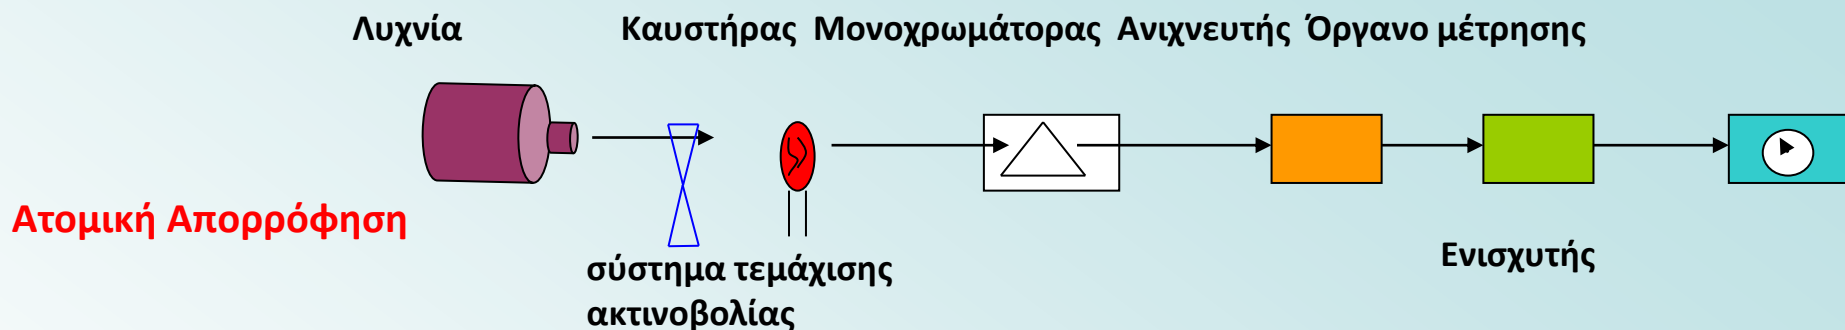 Λυχνία Καυστήρας Μονοχρωμάτορας Ανιχνευτής Όργανο μέτρησης
Ατομική Απορρόφηση
Ενισχυτής
σύστημα τεμάχισης
ακτινοβολίας